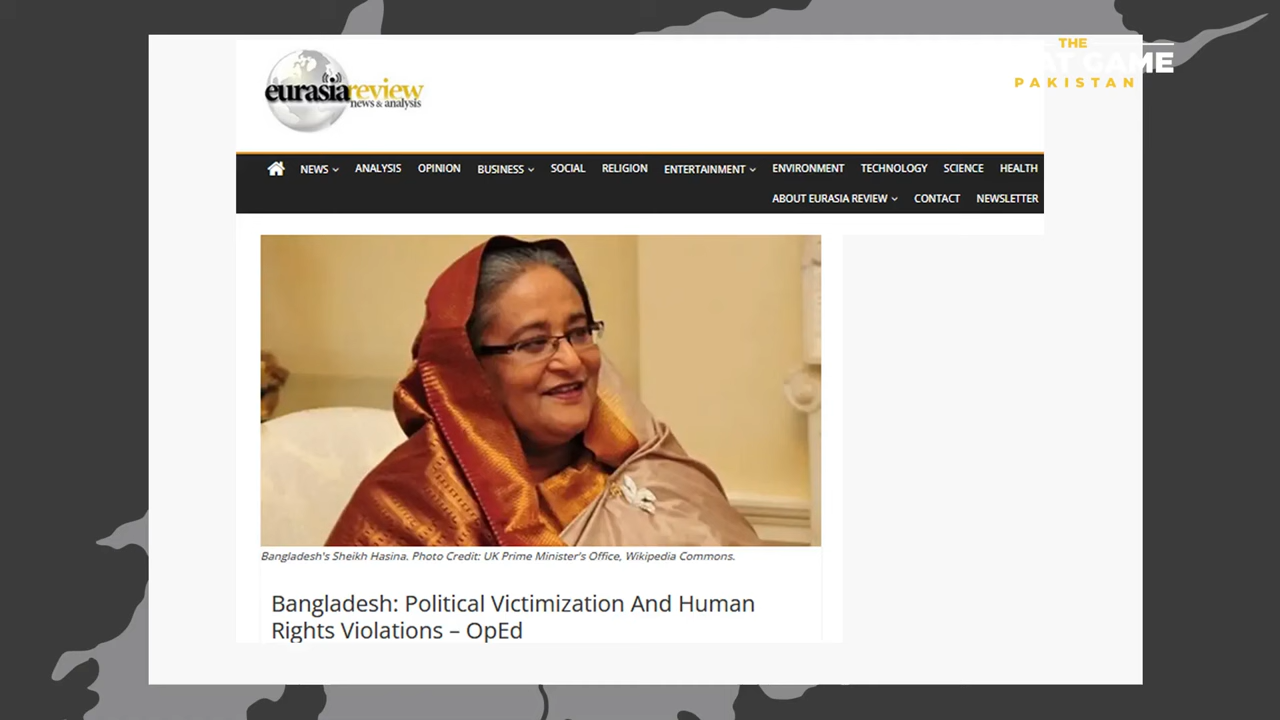 THE
GAME
PAKISTAN
eurasiareview
news & analysis
NEWS ANALYSIS OPINION BUSINESS SOCIAL RELIGION ENTERTAINMENT ENVIRONMENT TECHNOLOGY SCIENCE HEALTH
ABOUT EURASIA REVIEW CONTACT NEWSLETTER
Bangladesh's Sheikh Hasina. Photo Credit: UK Prime Minister's Office, Wikipedia Commons.
Bangladesh: Political Victimization And Human
Rights Violations – OpEd